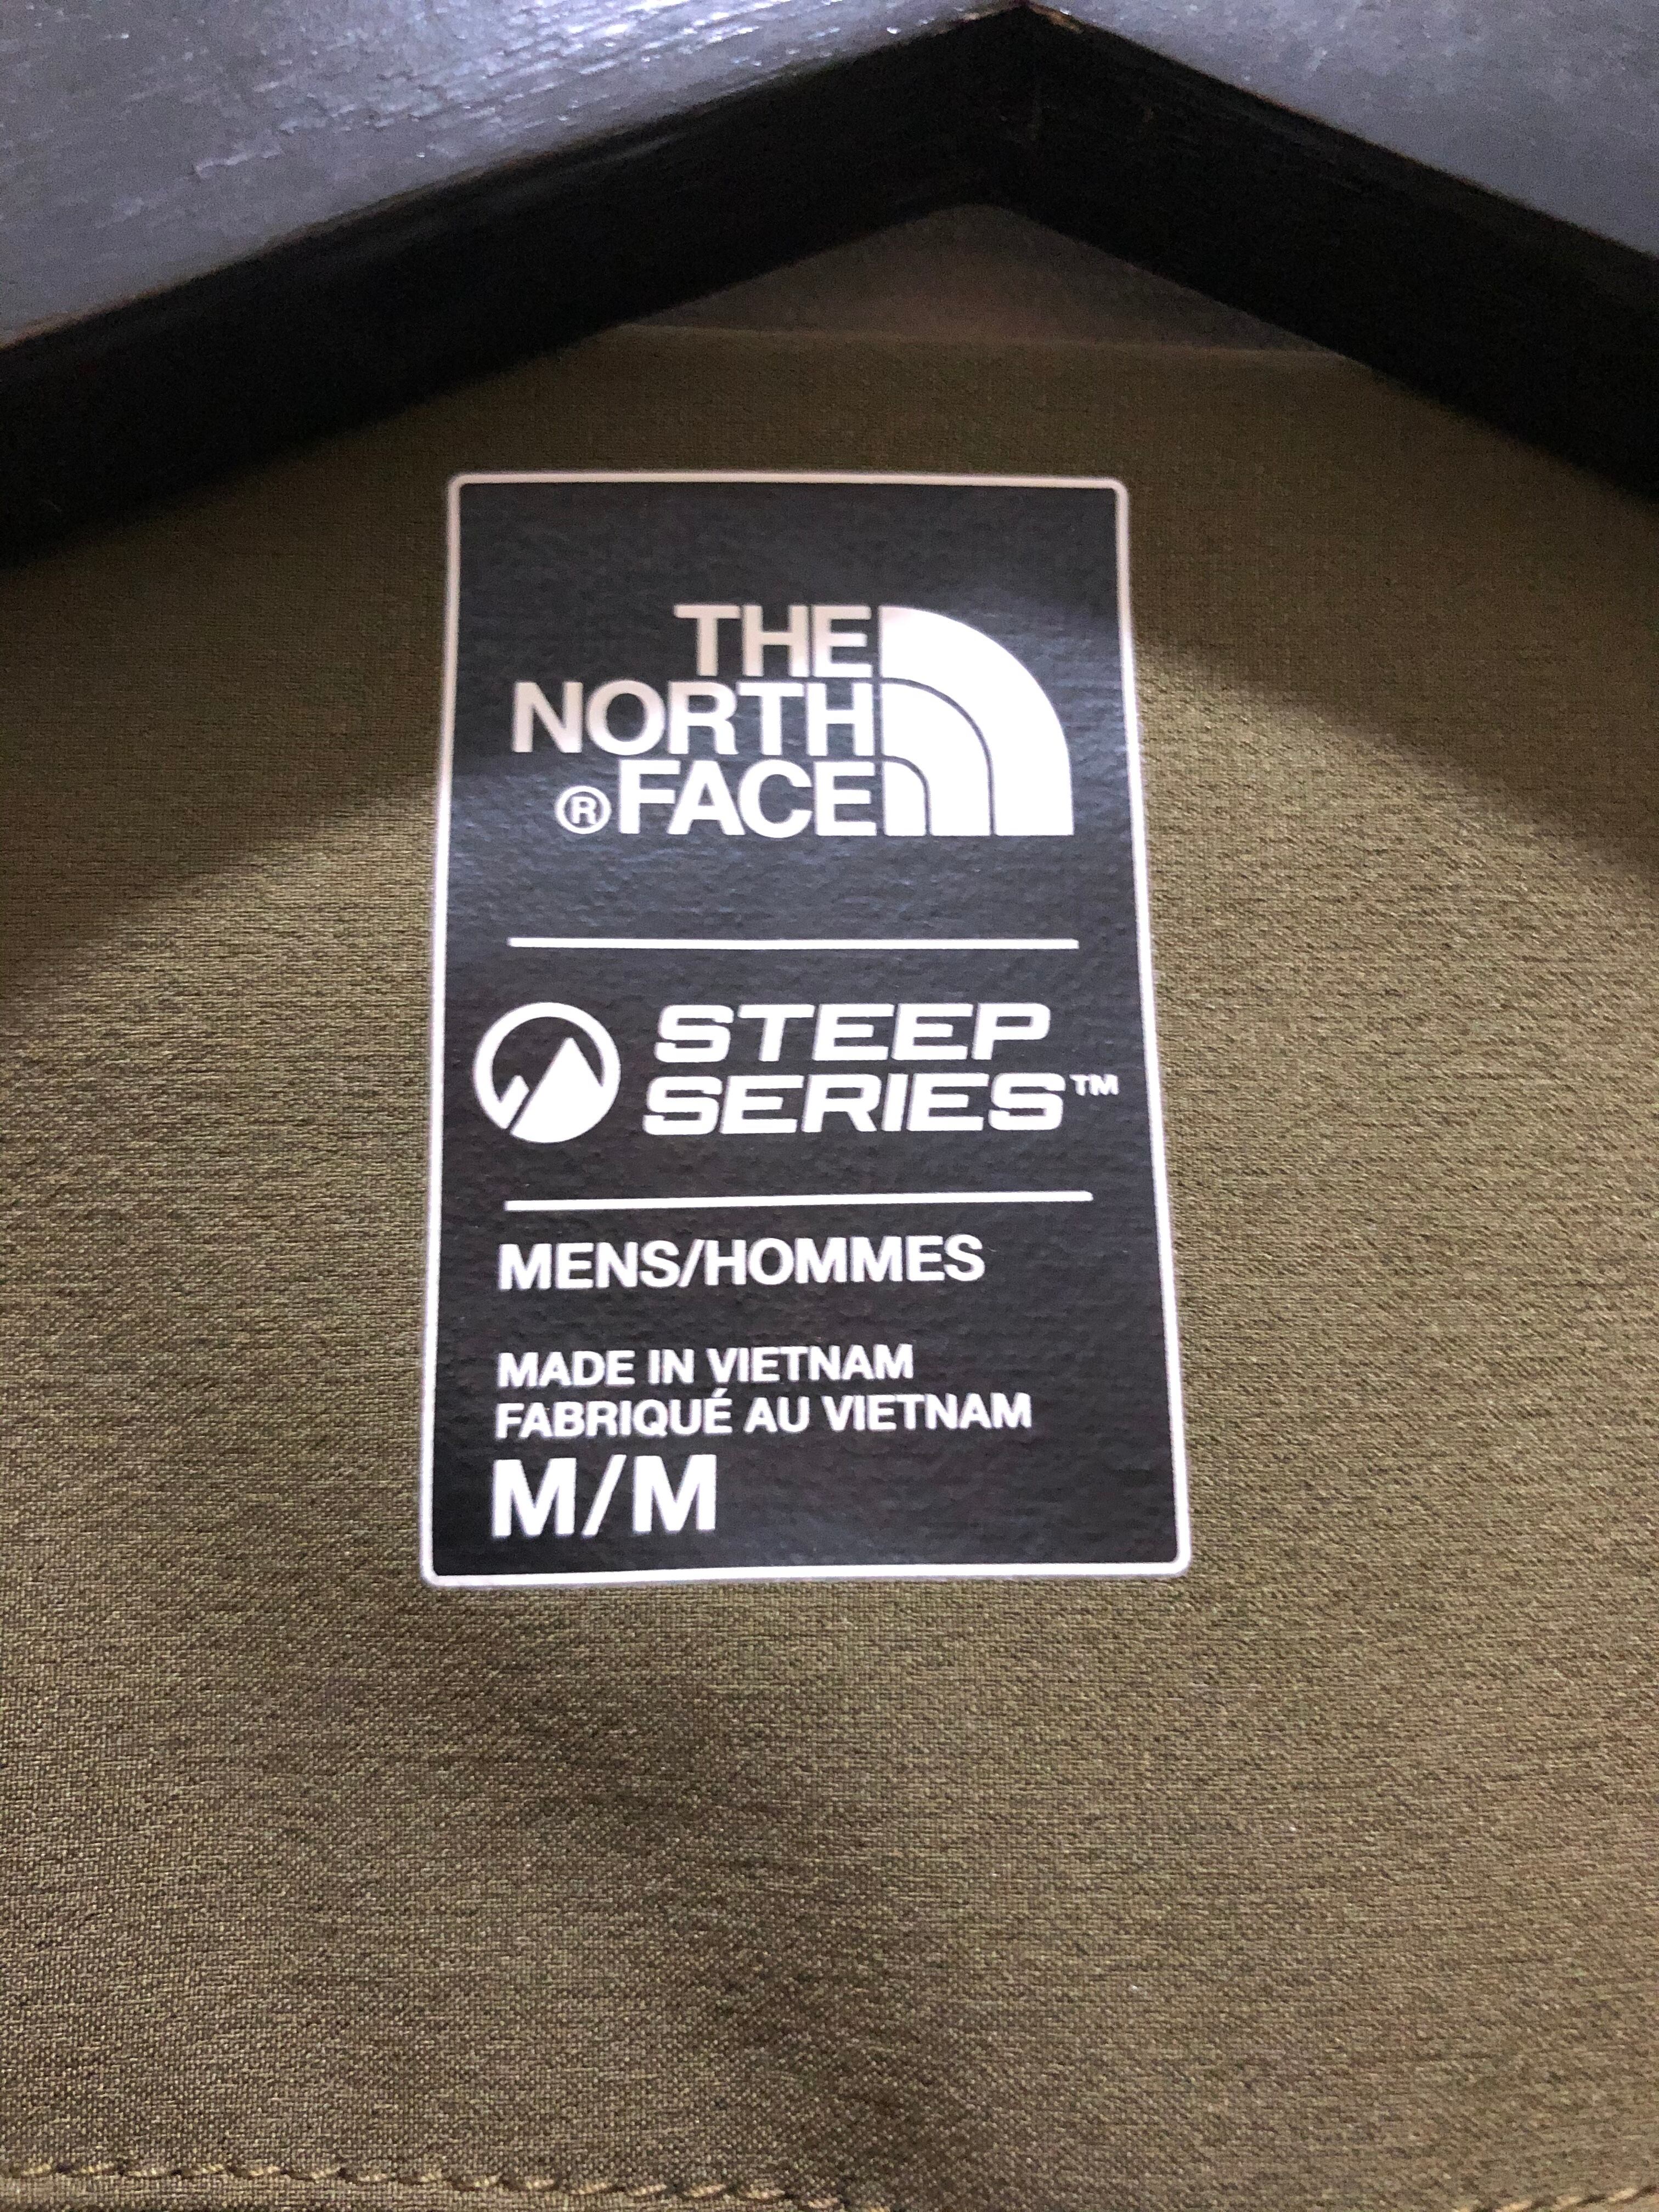 THE
NORTH
®FACE
STEEP
SERIES™
MENS/HOMMES
MADE IN VIETNAM
FABRIQUÉ AU VIETNAM
M/M